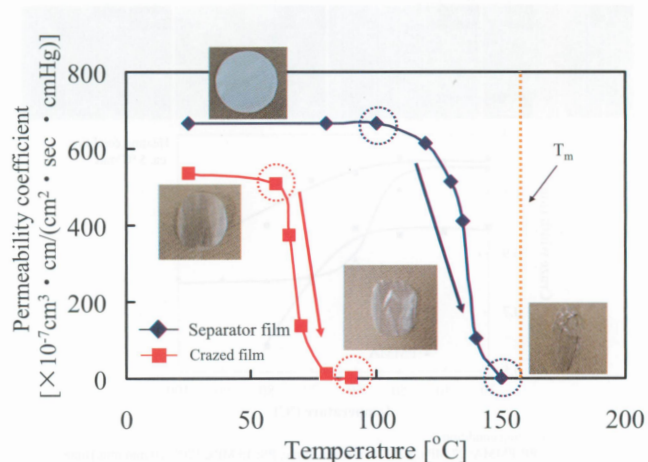 Permeability coefficient
[×10⁻⁷cm³・cm/(cm²・sec・cmHg)]
800
600
400
200
0
Tₘ
Separator film
Crazed film
0
50
100
150
200
Temperature [°C]